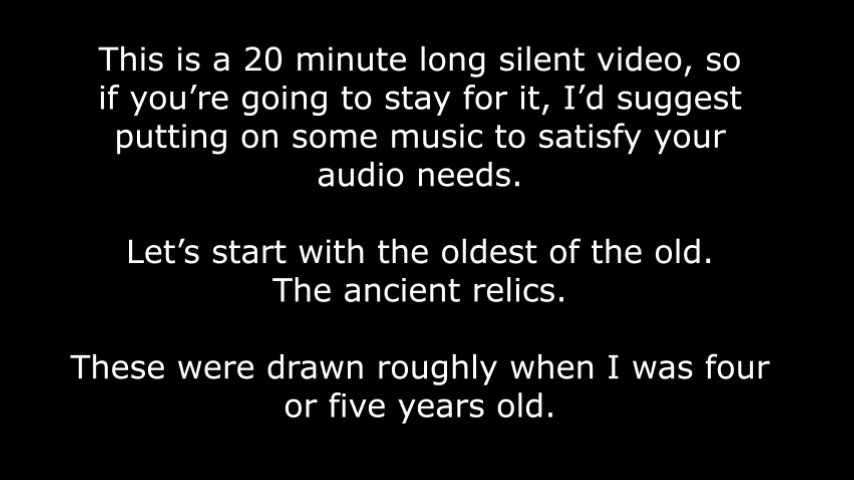 This is a 20 minute long silent video, so
if you’re going to stay for it, I’d suggest
putting on some music to satisfy your
audio needs.
Let’s start with the oldest of the old.
The ancient relics.
These were drawn roughly when I was four
or five years old.